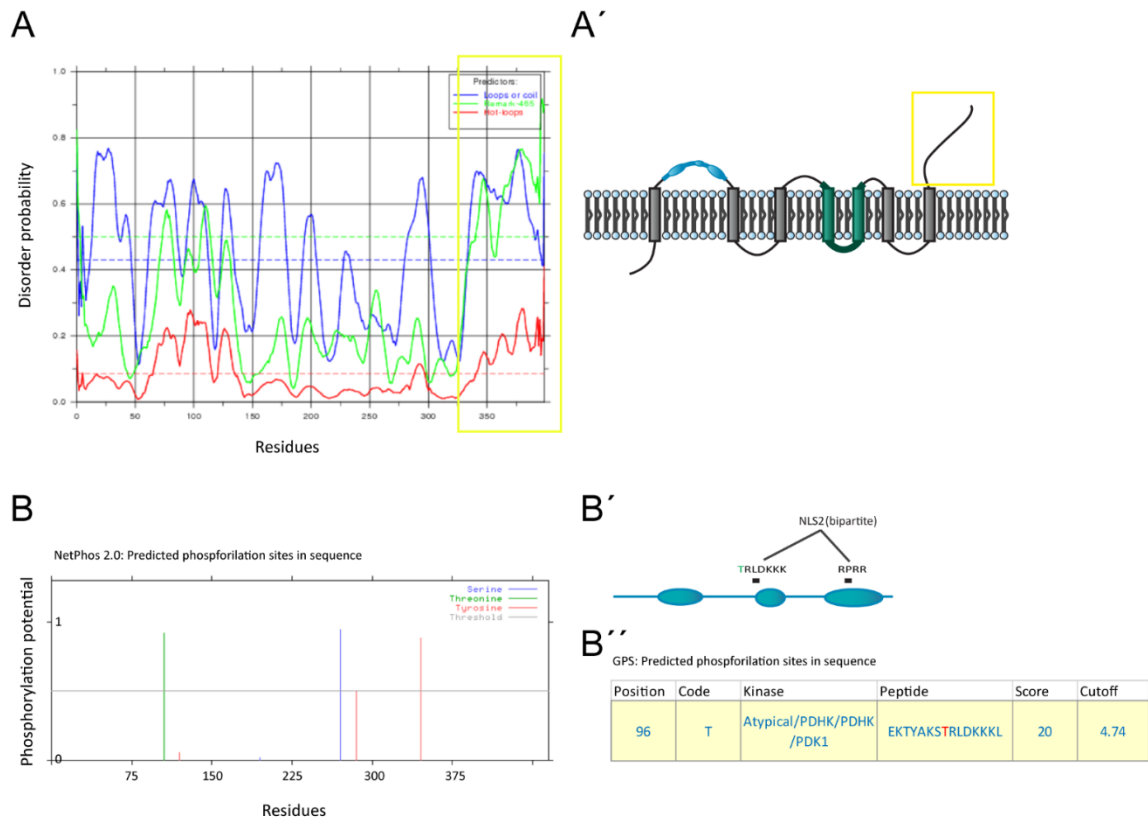 A
A´
1.0
0.8
0.6
0.4
0.2
0.0
Disorder probability
Predictors:
Loops or coil
Remark-465
Hot-loops
0
50
100
150
200
250
300
350
Residues
B
NetPhos 2.0: Predicted phospforilation sites in sequence
Phosphorylation potential
1
0
Serine
Threonine
Tyrosine
Threshold
75
150
225
300
375
Residues
B´
NLS2(bipartite)
TRLDKKK
RPRR
B´´
GPS: Predicted phospforilation sites in sequence
Position Code Kinase Peptide Score Cutoff
96 T Atypical/PDHK/PDHK EKTYAKSTRLDKKKL 20 4.74
/PDK1